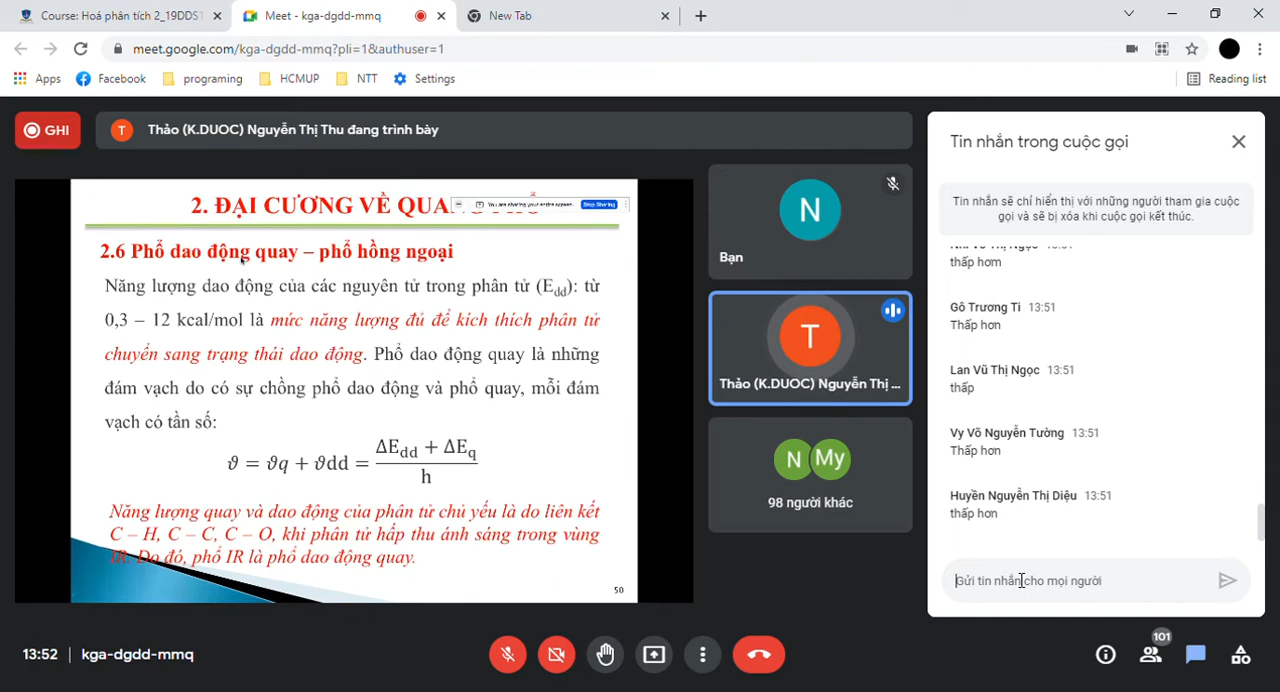 Course: Hoá phân tích 2_19DDS1
Meet - kga-dgdd-mmq
New Tab
meet.google.com/kga-dgdd-mmq?pli=1&authuser=1
Apps
Facebook
programing
HCMUP
NTT
Settings
Reading list
GHI
T
Thảo (K.DUOC) Nguyễn Thị Thu đang trình bày
2. ĐẠI CƯƠNG VỀ QUA
You are sharing your entire screen.
Stop Sharing
2.6 Phổ dao động quay – phổ hồng ngoại
Năng lượng dao động của các nguyên tử trong phân tử (Edd): từ
0,3 – 12 kcal/mol là mức năng lượng đủ để kích thích phân tử
chuyển sang trạng thái dao động. Phổ dao động quay là những
đám vạch do có sự chồng phổ dao động và phổ quay, mỗi đám
vạch có tần số:
ϑ = ϑq + ϑdd = (ΔEdd + ΔEq) / h
Năng lượng quay và dao động của phân tử chủ yếu là do liên kết
C – H, C – C, C – O, khi phân tử hấp thu ánh sáng trong vùng
IR. Do đó, phổ IR là phổ dao động quay.
50
N
Bạn
T
Thảo (K.DUOC) Nguyễn Thị ...
N My
98 người khác
Tin nhắn trong cuộc gọi
Tin nhắn sẽ chỉ hiển thị với những người tham gia cuộc
gọi và sẽ bị xóa khi cuộc gọi kết thúc.
thấp hơm
Gô Trương Ti 13:51
Thấp hơn
Lan Vũ Thị Ngọc 13:51
thấp
Vy Võ Nguyễn Tường 13:51
Thấp hơn
Huyền Nguyễn Thị Diệu 13:51
thấp hơn
Gửi tin nhắn cho mọi người
13:52 | kga-dgdd-mmq
101